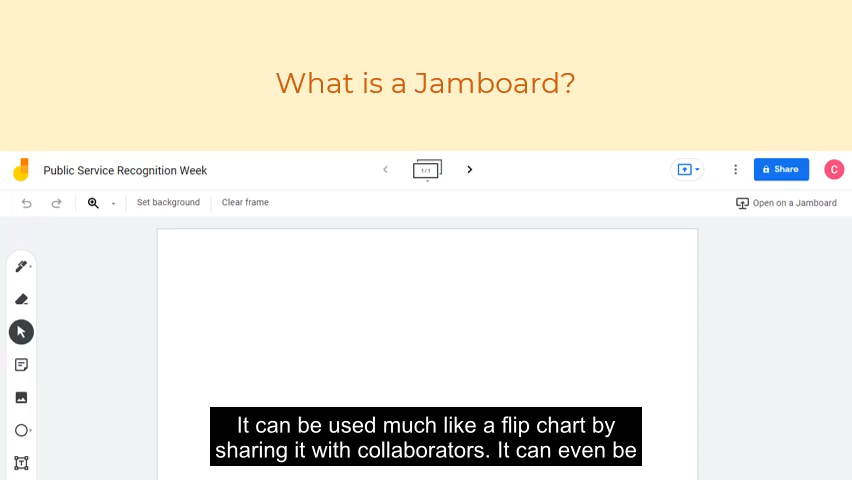 What is a Jamboard?
Public Service Recognition Week
1/1
Share
C
Set background
Clear frame
Open on a Jamboard
T
It can be used much like a flip chart by
sharing it with collaborators. It can even be